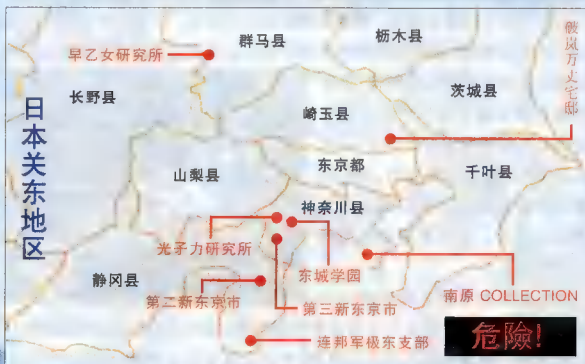 群马县
栃木县
早乙女研究所
破岚万丈宅邸
长野县
茨城县
日本关东地区
崎玉县
东京都
山梨县
千叶县
神奈川县
光子力研究所
东城学园
静冈县
第二新东京市
第三新东京市
南原 COLLECTION
连邦军极东支部
危險!